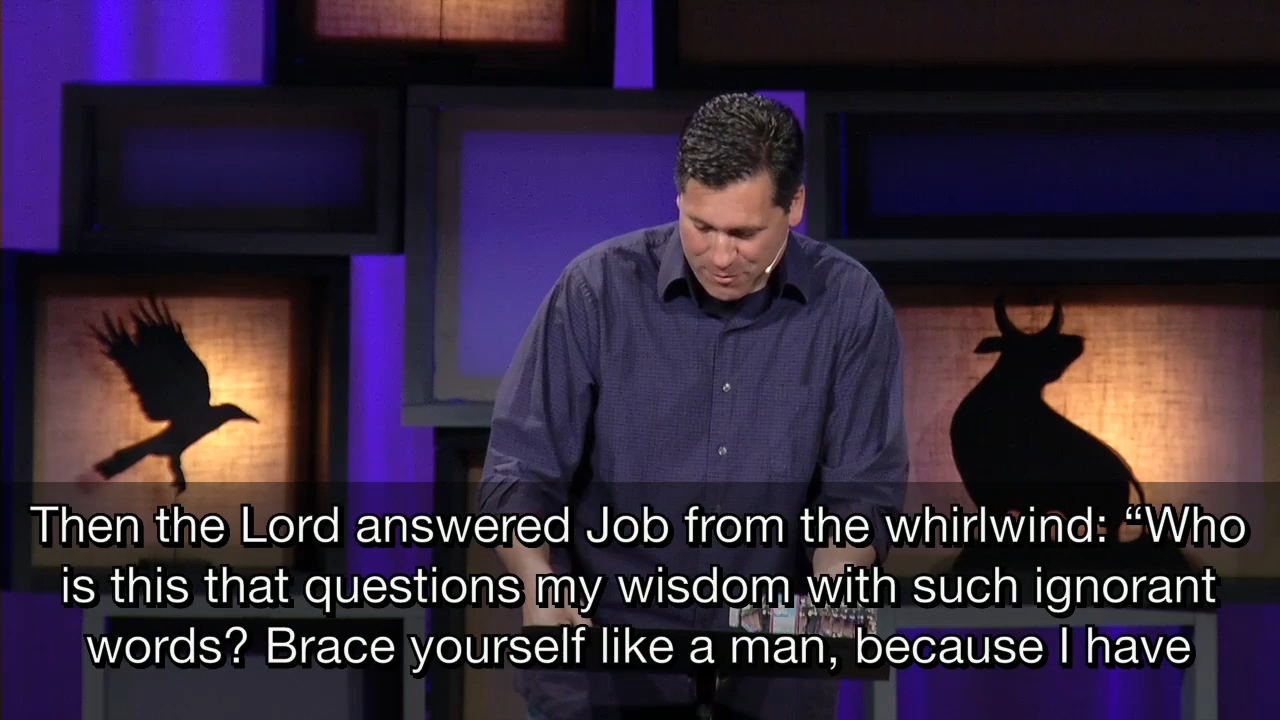 Then the Lord answered Job from the whirlwind: “Who
is this that questions my wisdom with such ignorant
words? Brace yourself like a man, because I have